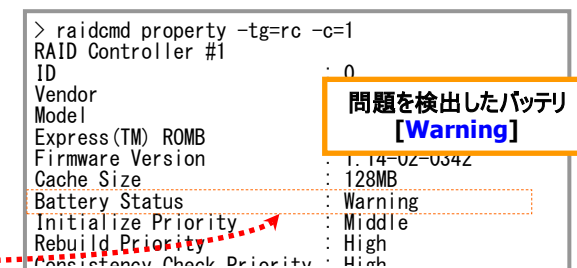 > raidcmd property -tg=rc -c=1
RAID Controller #1
ID : 0
Vendor
Model
Express(TM) ROMB
Firmware Version : 1.14-02-0342
Cache Size : 128MB
Battery Status : Warning
Initialize Priority : Middle
Rebuild Priority : High
Consistency Check Priority : High
問題を検出したバッテリ
[Warning]